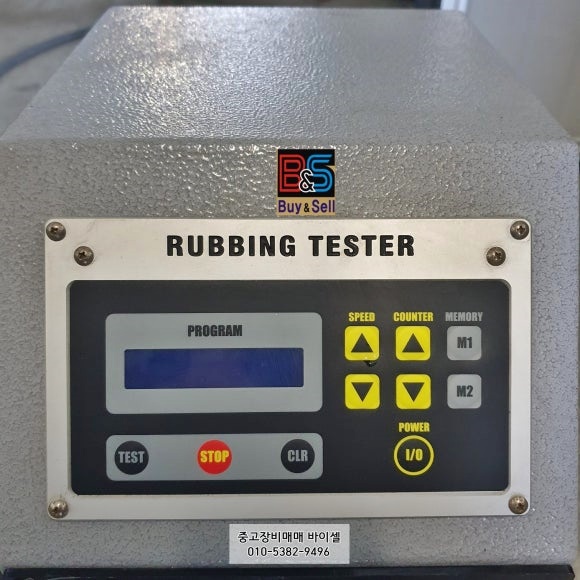 B&S
Buy & Sell
RUBBING TESTER
SPEED COUNTER MEMORY
PROGRAM
M1
M2
POWER
TEST STOP CLR I/O
중고장비매매 바이셀
010-5382-9496